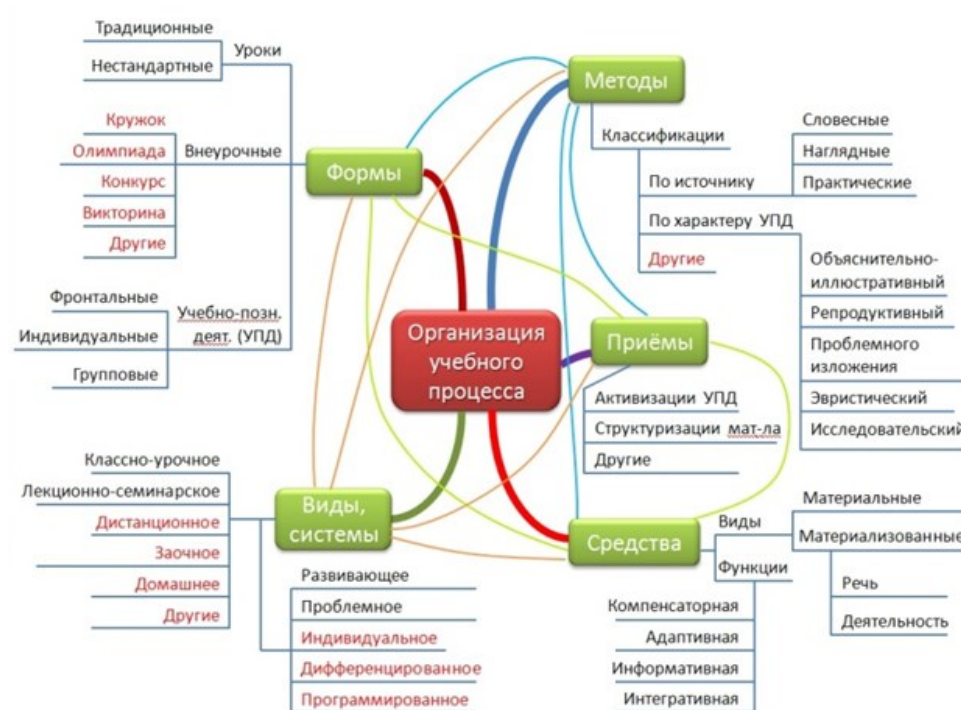 Организация
учебного
процесса
Методы
Классификации
По источнику
Словесные
Наглядные
Практические
По характеру УПД
Объяснительно-
иллюстративный
Репродуктивный
Проблемного
изложения
Эвристический
Исследовательский
Другие
Приёмы
Активизации УПД
Структуризации мат-ла
Другие
Средства
Виды
Материальные
Материализованные
Речь
Деятельность
Функции
Компенсаторная
Адаптивная
Информативная
Интегративная
Формы
Уроки
Традиционные
Нестандартные
Внеурочные
Кружок
Олимпиада
Конкурс
Викторина
Другие
Учебно-позн.
деят. (УПД)
Фронтальные
Индивидуальные
Групповые
Виды,
системы
Классно-урочное
Лекционно-семинарское
Дистанционное
Заочное
Домашнее
Другие
Развивающее
Проблемное
Индивидуальное
Дифференцированное
Программированное